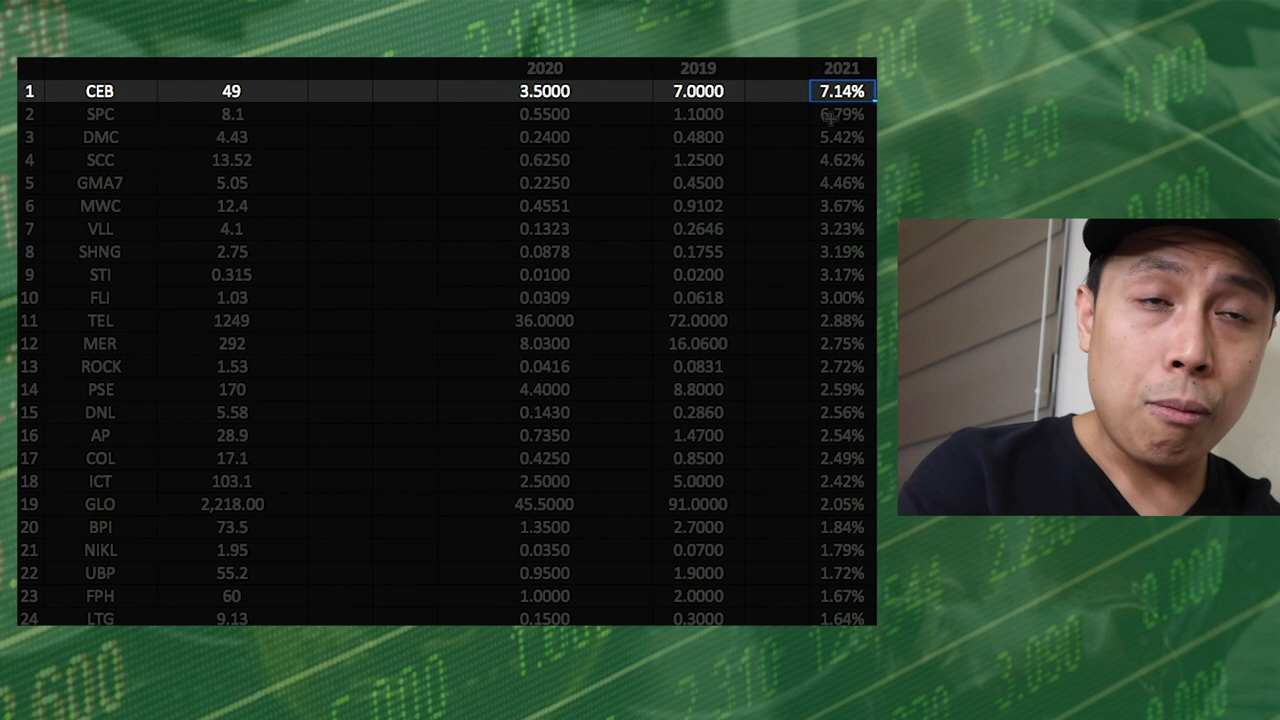 2020 2019 2021
1 CEB 49 3.5000 7.0000 7.14%
2 SPC 8.1 0.5500 1.1000 6.79%
3 DMC 4.43 0.2400 0.4800 5.42%
4 SCC 13.52 0.6250 1.2500 4.62%
5 GMA7 5.05 0.2250 0.4500 4.46%
6 MWC 12.4 0.4551 0.9102 3.67%
7 VLL 4.1 0.1323 0.2646 3.23%
8 SHNG 2.75 0.0878 0.1755 3.19%
9 STI 0.315 0.0100 0.0200 3.17%
10 FLI 1.03 0.0309 0.0618 3.00%
11 TEL 1249 36.0000 72.0000 2.88%
12 MER 292 8.0300 16.0600 2.75%
13 ROCK 1.53 0.0416 0.0831 2.72%
14 PSE 170 4.4000 8.8000 2.59%
15 DNL 5.58 0.1430 0.2860 2.56%
16 AP 28.9 0.7350 1.4700 2.54%
17 COL 17.1 0.4250 0.8500 2.49%
18 ICT 103.1 2.5000 5.0000 2.42%
19 GLO 2,218.00 45.5000 91.0000 2.05%
20 BPI 73.5 1.3500 2.7000 1.84%
21 NIKL 1.95 0.0350 0.0700 1.79%
22 UBP 55.2 0.9500 1.9000 1.72%
23 FPH 60 1.0000 2.0000 1.67%
24 LTG 9.13 0.1500 0.3000 1.64%
0.000
0.450
2.310
3.090